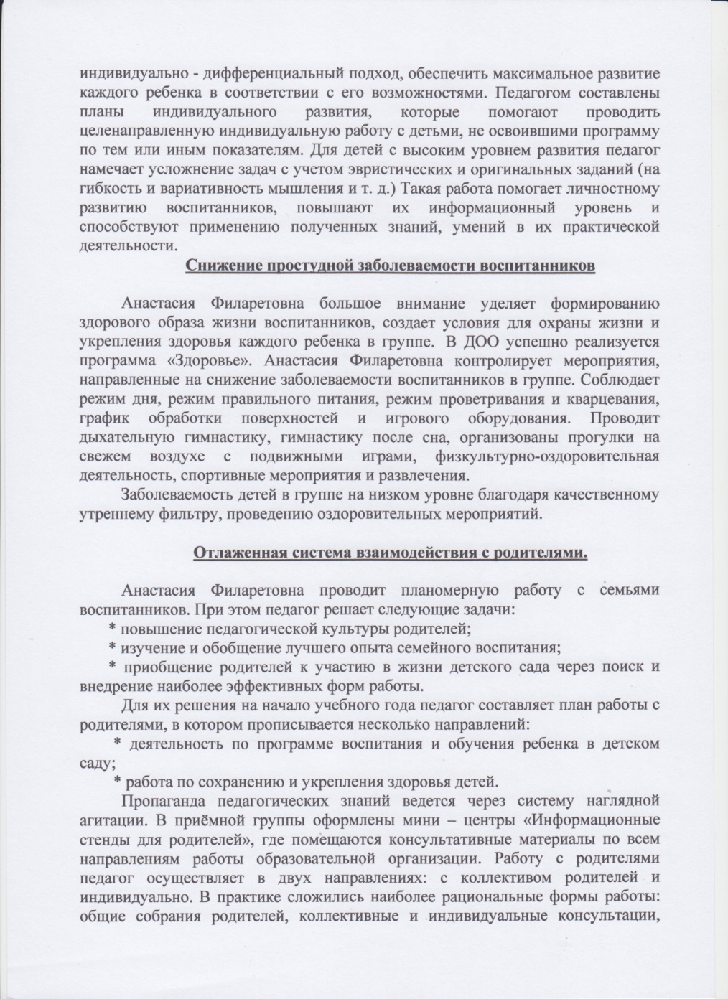 индивидуально - дифференциальный подход, обеспечить максимальное развитие
каждого ребенка в соответствии с его возможностями. Педагогом составлены
планы индивидуального развития, которые помогают проводить
целенаправленную индивидуальную работу с детьми, не освоившими программу
по тем или иным показателям. Для детей с высоким уровнем развития педагог
намечает усложнение задач с учетом эвристических и оригинальных заданий (на
гибкость и вариативность мышления и т. д.) Такая работа помогает личностному
развитию воспитанников, повышают их информационный уровень и
способствуют применению полученных знаний, умений в их практической
деятельности.
Снижение простудной заболеваемости воспитанников
Анастасия Филаретовна большое внимание уделяет формированию
здорового образа жизни воспитанников, создает условия для охраны жизни и
укрепления здоровья каждого ребенка в группе. В ДОО успешно реализуется
программа «Здоровье». Анастасия Филаретовна контролирует мероприятия,
направленные на снижение заболеваемости воспитанников в группе. Соблюдает
режим дня, режим правильного питания, режим проветривания и кварцевания,
график обработки поверхностей и игрового оборудования. Проводит
дыхательную гимнастику, гимнастику после сна, организованы прогулки на
свежем воздухе с подвижными играми, физкультурно-оздоровительная
деятельность, спортивные мероприятия и развлечения.
Заболеваемость детей в группе на низком уровне благодаря качественному
утреннему фильтру, проведению оздоровительных мероприятий.
Отлаженная система взаимодействия с родителями.
Анастасия Филаретовна проводит планомерную работу с семьями
воспитанников. При этом педагог решает следующие задачи:
* повышение педагогической культуры родителей;
* изучение и обобщение лучшего опыта семейного воспитания;
* приобщение родителей к участию в жизни детского сада через поиск и
внедрение наиболее эффективных форм работы.
Для их решения на начало учебного года педагог составляет план работы с
родителями, в котором прописывается несколько направлений:
* деятельность по программе воспитания и обучения ребенка в детском
саду;
* работа по сохранению и укрепления здоровья детей.
Пропаганда педагогических знаний ведется через систему наглядной
агитации. В приёмной группы оформлены мини – центры «Информационные
стенды для родителей», где помещаются консультативные материалы по всем
направлениям работы образовательной организации. Работу с родителями
педагог осуществляет в двух направлениях: с коллективом родителей и
индивидуально. В практике сложились наиболее рациональные формы работы:
общие собрания родителей, коллективные и индивидуальные консультации,